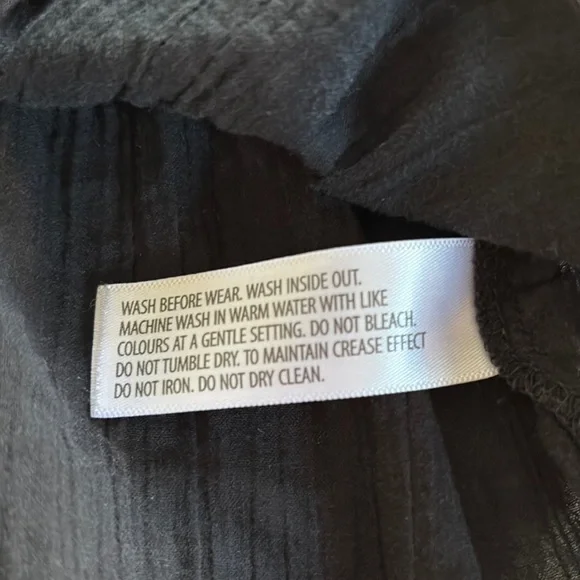 WASH BEFORE WEAR. WASH INSIDE OUT.
MACHINE WASH IN WARM WATER WITH LIKE
COLOURS AT A GENTLE SETTING. DO NOT BLEACH.
DO NOT TUMBLE DRY. TO MAINTAIN CREASE EFFECT
DO NOT IRON. DO NOT DRY CLEAN.